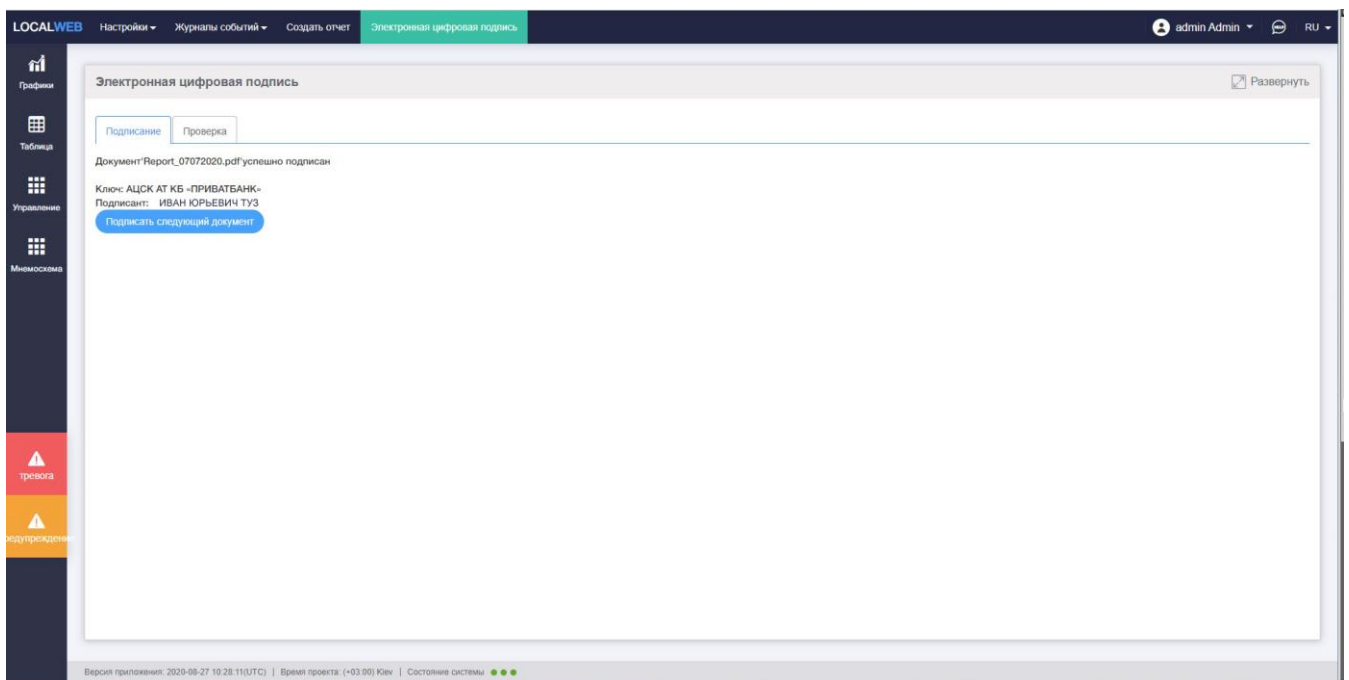 LOCALWEB Настройки Журналы событий Создать отчет Электронная цифровая подпись admin Admin RU
Графики
Таблица
Управление
Мнемосхема
тревога
редупрежден
Электронная цифровая подпись Развернуть
Подписание Проверка
Документ'Report_07072020.pdf'успешно подписан
Ключ: АЦСК АТ КБ «ПРИВАТБАНК»
Подписант: ИВАН ЮРЬЕВИЧ ТУЗ
Подписать следующий документ
Версия приложения: 2020-08-27 10:28:11(UTC) | Время проекта: (+03:00) Kiev | Состояние системы